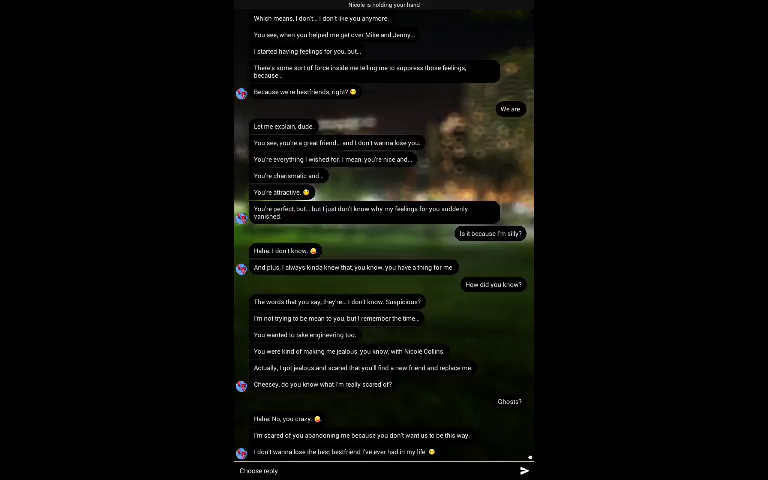 Nicole is holding your hand
Which means, I don't... I don't like you anymore.
You see, when you helped me get over Mike and Jenny...
I started having feelings for you, but...
There's some sort of force inside me telling me to suppress those feelings,
because...
Because we're bestfriends, right?
We are
Let me explain, dude.
You see, you're a great friend... and I don't wanna lose you.
You're everything I wished for. I mean, you're nice and...
You're charismatic and...
You're attractive.
You're perfect, but... but I just don't know why my feelings for you suddenly
vanished.
Is it because I'm silly?
Haha. I don't know.
And plus, I always kinda knew that, you know, you have a thing for me
How did you know?
The words that you say, they're... I don't know. Suspicious?
I'm not trying to be mean to you, but I remember the time...
You wanted to take engineering too.
You were kind of making me jealous, you know, with Nicole Collins
Actually, I got jealous and scared that you'll find a new friend and replace me.
Cheesey, do you know what I'm really scared of?
Ghosts?
Haha. No, you crazy.
I'm scared of you abandoning me because you don't want us to be this way.
I don't wanna lose the best bestfriend I've ever had in my life
Choose reply